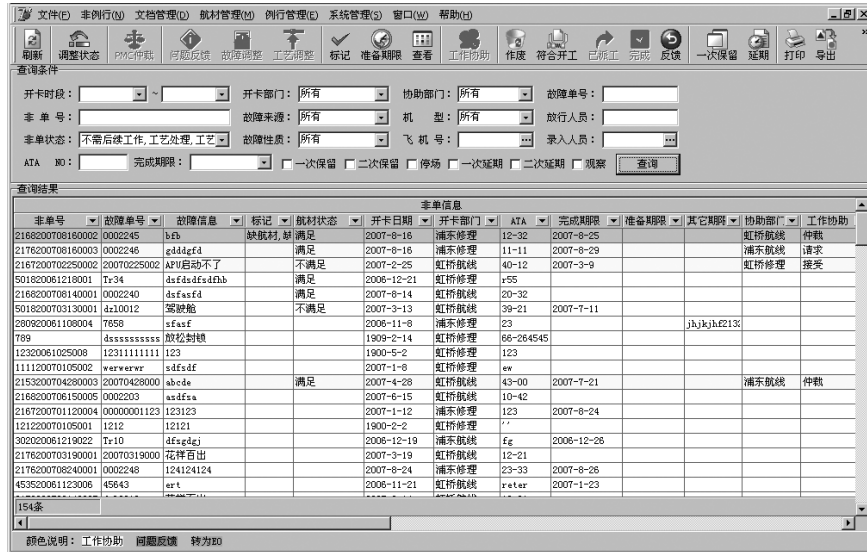 文件(F) 非例行(N) 文档管理(D) 航材管理(M) 例行管理(E) 系统管理(S) 窗口(W) 帮助(H)
刷新 调整状态 PMC仲裁 问题反馈 故障调整 工艺调整 标记 准备期限 查看 工作协助 作废 符合开工 已派工 完成 反馈 一次保留 延期 打印 导出
查询条件
开卡时段: ~ 开卡部门: 所有 协助部门: 所有 故障单号:
非单号: 故障来源: 所有 机型: 所有 放行人员:
非单状态: 不需后续工作,工艺处理,工艺 故障性质: 所有 飞机号: 录入人员:
ATA NO: 完成期限: 一次保留 二次保留 停场 一次延期 二次延期 观察 查询
查询结果
非单信息
非单号 故障单号 故障信息 标记 航材状态 开卡日期 开卡部门 ATA 完成期限 准备期限 其它期限 协助部门 工作协助
2168200708160002 0002245 bfb 缺航材, 满足 2007-8-16 浦东修理 12-32 2007-8-25 虹桥航线 仲裁
2176200708160003 0002246 gdddgfd 满足 2007-8-16 浦东修理 11-11 2007-8-29 浦东航线 请求
2167200702250002 20070225002 APU启动不了 不满足 2007-2-25 虹桥航线 40-12 2007-3-9 虹桥修理 接受
501820061218001 Tr34 dsfdsdfsdfhb 满足 2006-12-21 虹桥航线 r55
2168200708140001 0002240 dsfasfd 满足 2007-8-14 虹桥航线 20-32
5018200703130001 dzl0012 驾驶舱 不满足 2007-3-13 虹桥航线 39-21 2007-7-11
280920061108004 7658 sfasf 2006-11-8 浦东修理 23 jhjkjhf2132
789 dssssssssss 放松封锁 1909-2-14 虹桥修理 66-264545
12320061025008 12311111111 123 1900-5-2 虹桥修理 123
111120070105002 werwerwr sdfsdf 2007-1-8 虹桥修理 ew
2153200704280003 20070428000 abcde 满足 2007-4-28 虹桥航线 43-00 2007-7-21 浦东航线 仲裁
2168200706150005 0002203 asdfsa 2007-6-15 虹桥航线 10-42
2167200701120004 00000001123 123123 2007-1-12 浦东修理 123 2007-8-24
121220070105001 1212 12121 1900-2-2 虹桥修理 ''
302020061219022 Tr10 dfsgdgj 2006-12-19 浦东航线 fg 2006-12-26
2176200703190001 20070319000 花样百出 2007-3-19 虹桥航线 12-21
2176200708240001 0002248 124124124 2007-8-24 浦东修理 23-33 2007-8-26
453520061123006 45643 ert 2006-11-21 虹桥航线 reter 2007-1-23
154条
颜色说明: 工作协助 问题反馈 转为EO